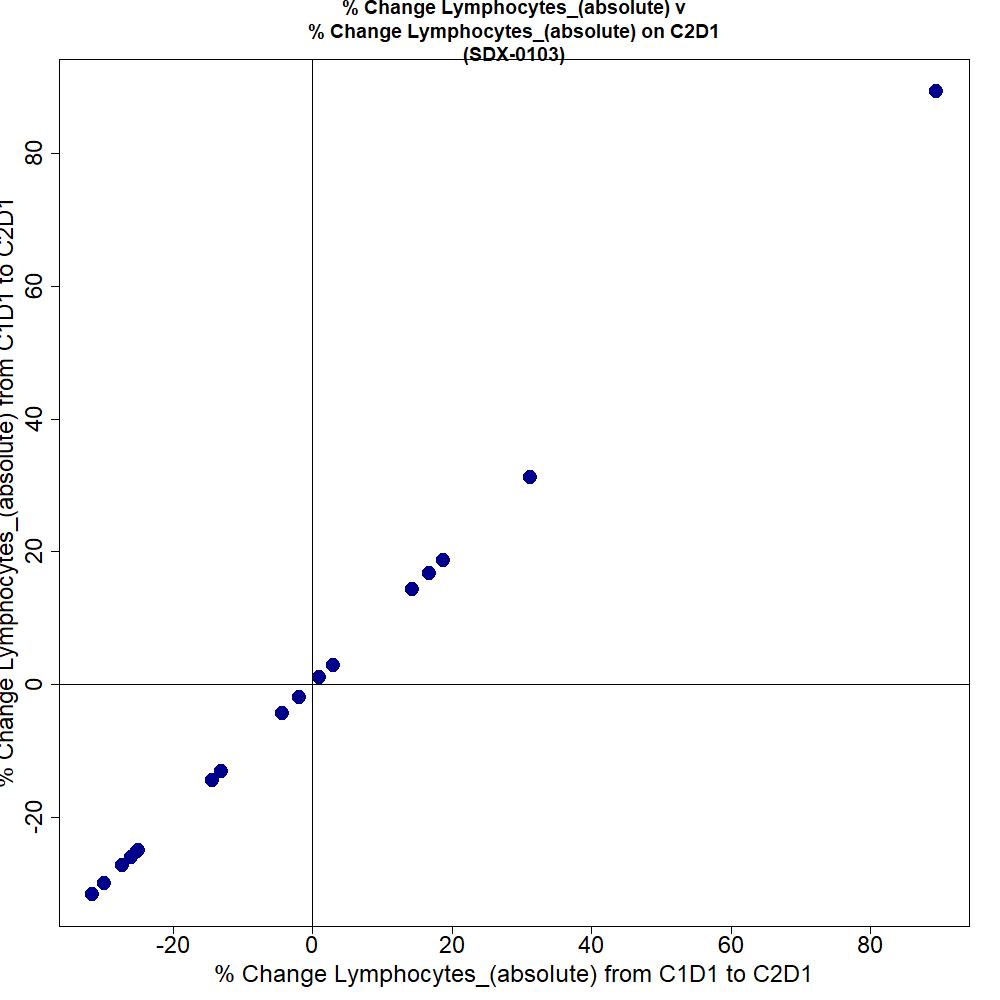 % Change Lymphocytes_(absolute) v
% Change Lymphocytes_(absolute) on C2D1
(SDX-0103)
% Change Lymphocytes_(absolute) from C1D1 to C2D1
80
60
40
20
0
-20
-20 0 20 40 60 80
% Change Lymphocytes_(absolute) from C1D1 to C2D1